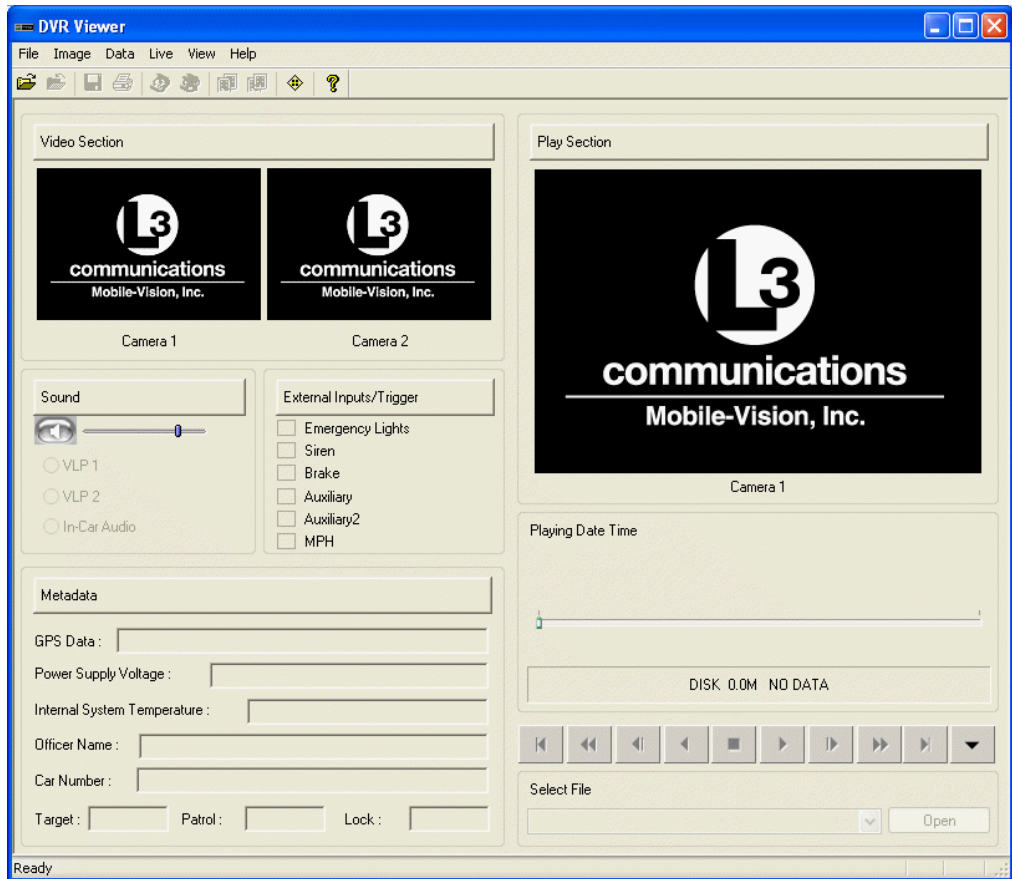 DVR Viewer
File Image Data Live View Help
Video Section
L3
communications
Mobile-Vision, Inc.
Camera 1
L3
communications
Mobile-Vision, Inc.
Camera 2
Sound
VLP 1
VLP 2
In-Car Audio
External Inputs/Trigger
Emergency Lights
Siren
Brake
Auxiliary
Auxiliary2
MPH
Metadata
GPS Data :
Power Supply Voltage :
Internal System Temperature :
Officer Name :
Car Number :
Target : Patrol : Lock :
Play Section
L3
communications
Mobile-Vision, Inc.
Camera 1
Playing Date Time
DISK 0.0M NO DATA
Select File
Open
Ready